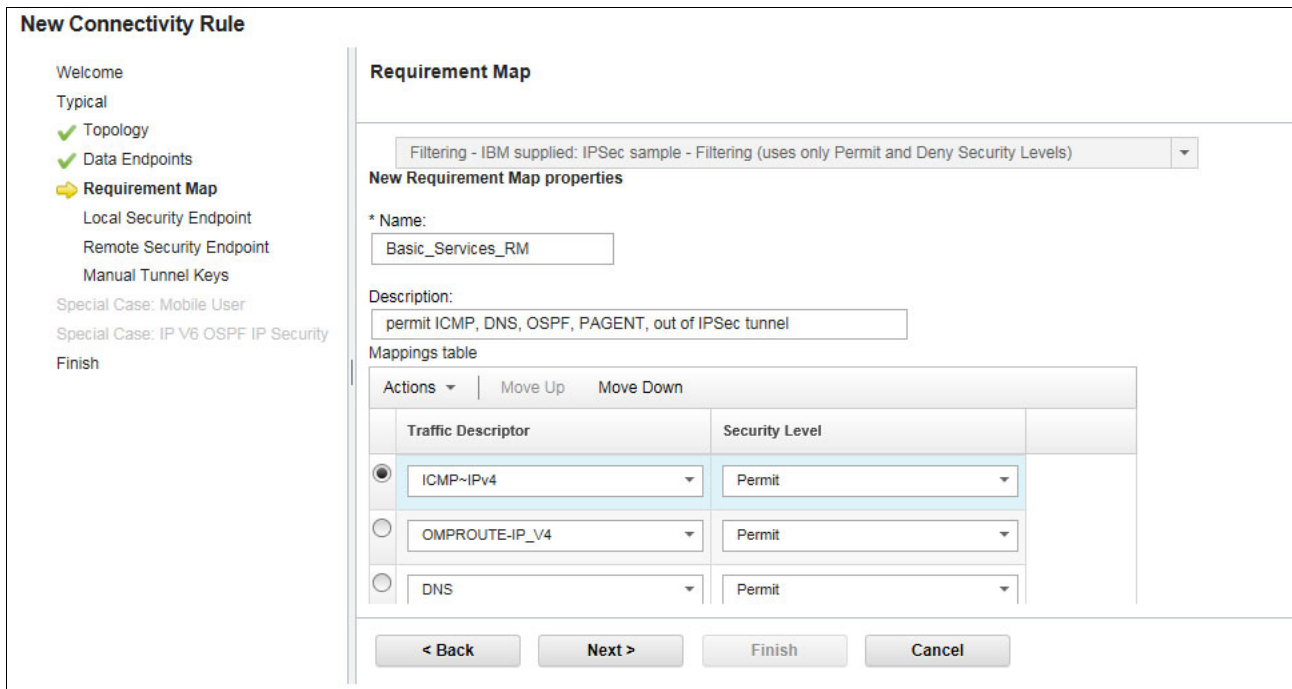 New Connectivity Rule
Welcome
Typical
Topology
Data Endpoints
Requirement Map
Local Security Endpoint
Remote Security Endpoint
Manual Tunnel Keys
Special Case: Mobile User
Special Case: IP V6 OSPF IP Security
Finish
Requirement Map
Filtering - IBM supplied: IPSec sample - Filtering (uses only Permit and Deny Security Levels)
New Requirement Map properties
* Name:
Basic_Services_RM
Description:
permit ICMP, DNS, OSPF, PAGENT, out of IPSec tunnel
Mappings table
Actions Move Up Move Down
Traffic Descriptor Security Level
ICMP~IPv4 Permit
OMPROUTE-IP_V4 Permit
DNS Permit
< Back Next > Finish Cancel